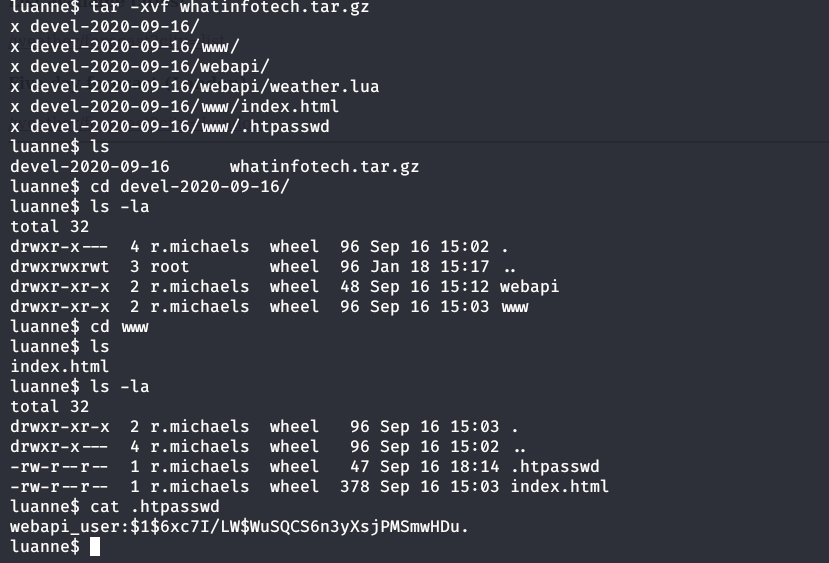 luanne$ tar -xvf whatinfotech.tar.gz
x devel-2020-09-16/
x devel-2020-09-16/www/
x devel-2020-09-16/webapi/
x devel-2020-09-16/webapi/weather.lua
x devel-2020-09-16/www/index.html
x devel-2020-09-16/www/.htpasswd
luanne$ ls
devel-2020-09-16      whatinfotech.tar.gz
luanne$ cd devel-2020-09-16/
luanne$ ls -la
total 32
drwxr-x---  4 r.michaels  wheel  96 Sep 16 15:02 .
drwxrwxrwt  3 root        wheel  96 Jan 18 15:17 ..
drwxr-xr-x  2 r.michaels  wheel  48 Sep 16 15:12 webapi
drwxr-xr-x  2 r.michaels  wheel  96 Sep 16 15:03 www
luanne$ cd www
luanne$ ls
index.html
luanne$ ls -la
total 32
drwxr-xr-x  2 r.michaels  wheel   96 Sep 16 15:03 .
drwxr-x---  4 r.michaels  wheel   96 Sep 16 15:02 ..
-rw-r--r--  1 r.michaels  wheel   47 Sep 16 18:14 .htpasswd
-rw-r--r--  1 r.michaels  wheel  378 Sep 16 15:03 index.html
luanne$ cat .htpasswd
webapi_user:$1$6xc7I/LW$WuSQCS6n3yXsjPMSmwHDu.
luanne$